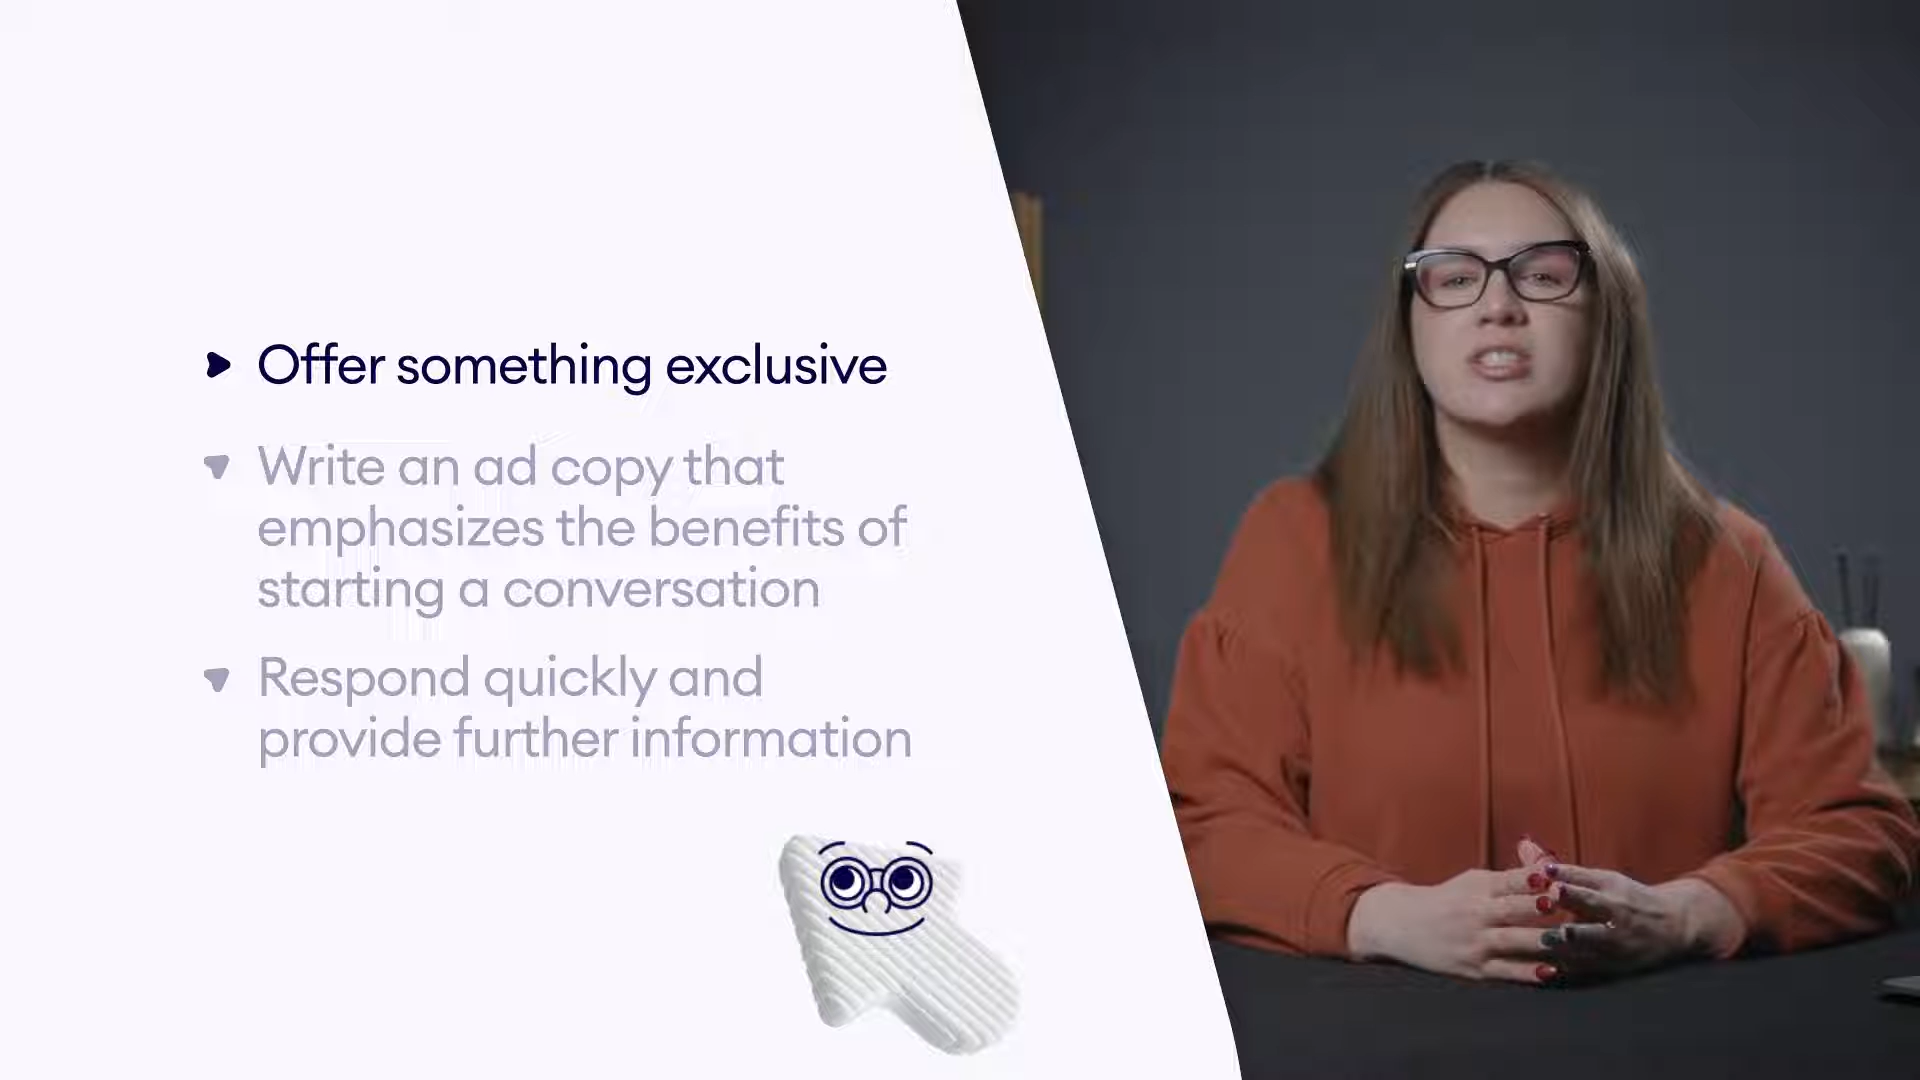 Offer something exclusive
Write an ad copy that
emphasizes the benefits of
starting a conversation
Respond quickly and
provide further information